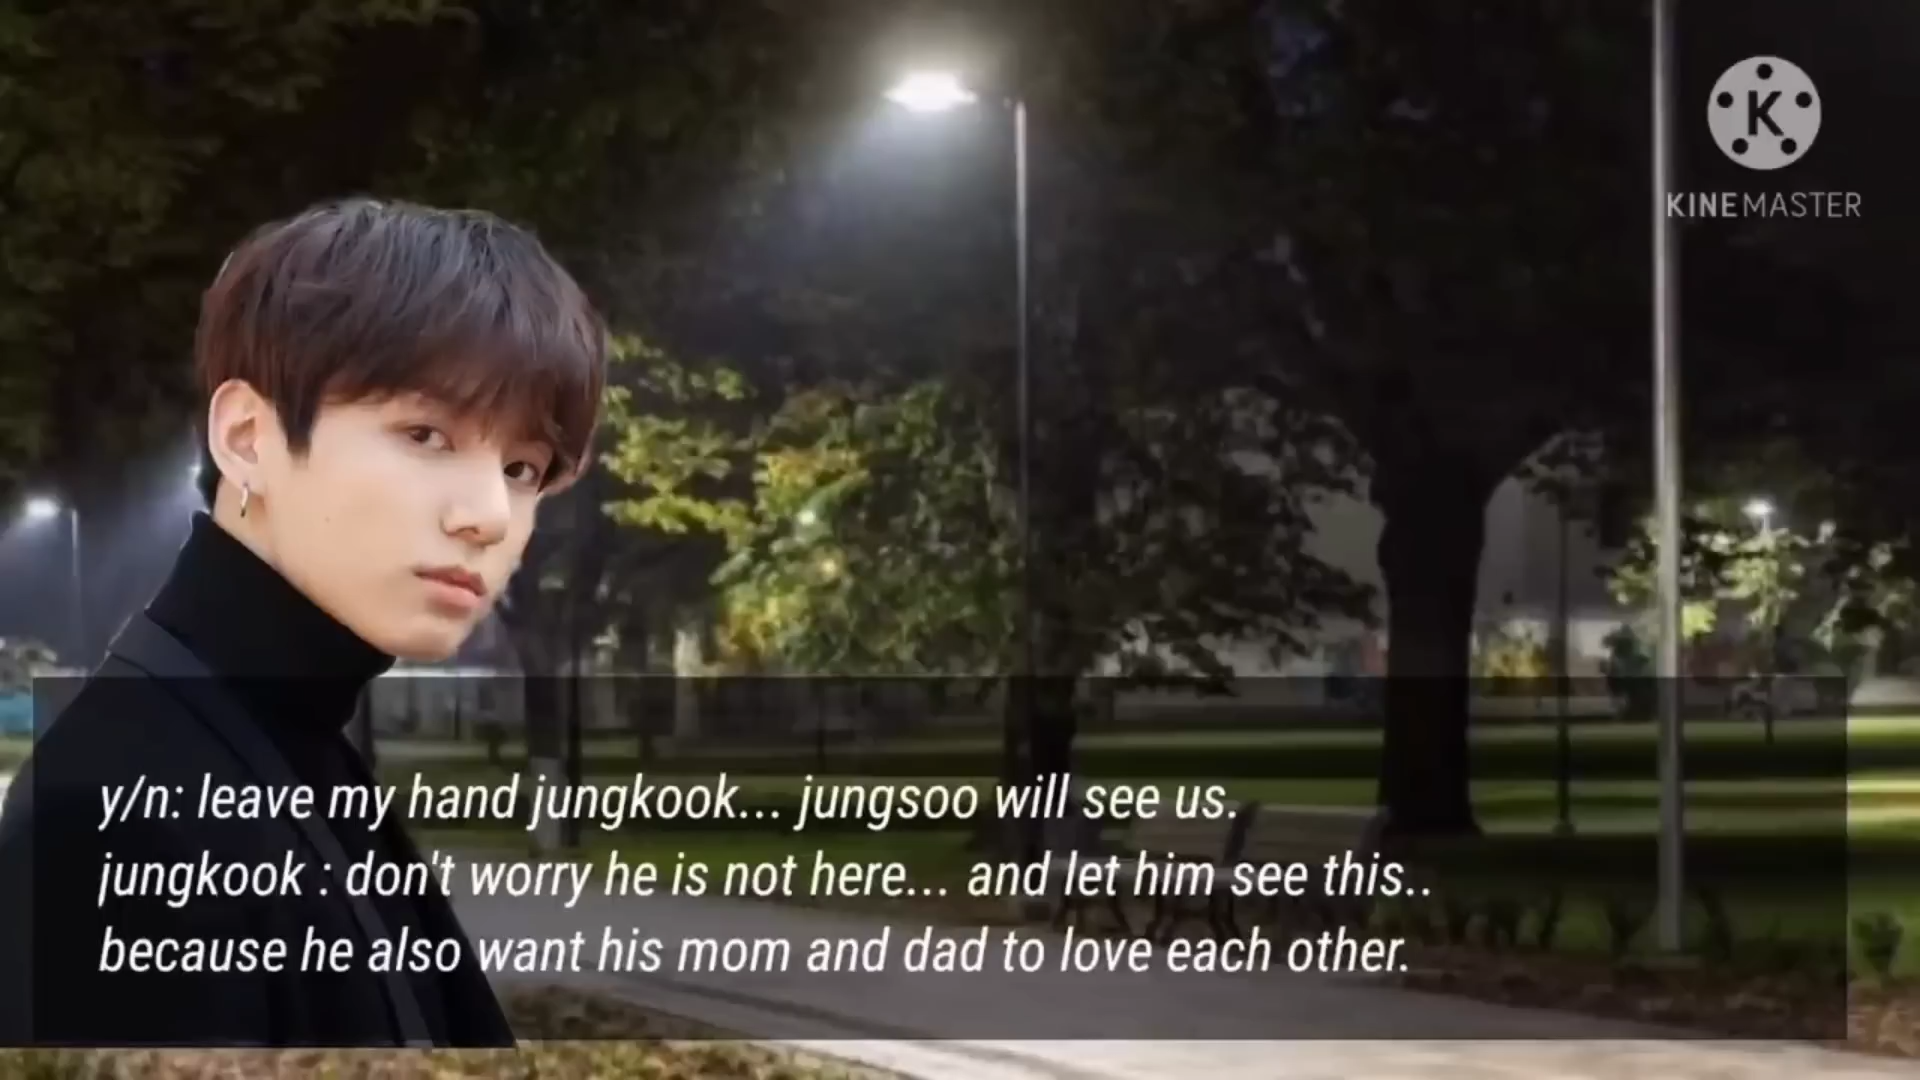 K
KINEMASTER
y/n: leave my hand jungkook... jungsoo will see us.
jungkook : don't worry he is not here... and let him see this..
because he also want his mom and dad to love each other.